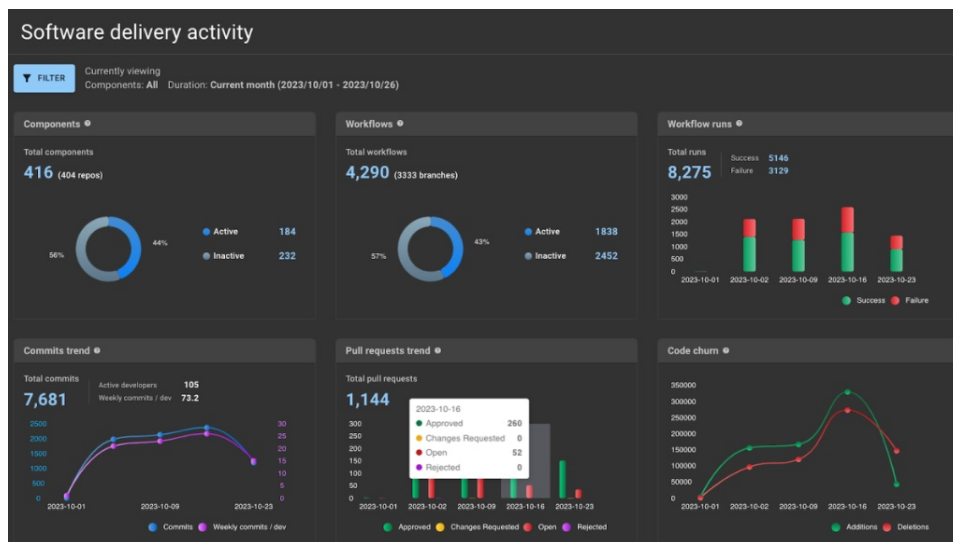 Software delivery activity
FILTER
Currently viewing
Components: All Duration: Current month (2023/10/01 - 2023/10/26)
Components
Total components
416 (404 repos)
56%
44%
Active 184
Inactive 232
Workflows
Total workflows
4,290 (3333 branches)
57%
43%
Active 1838
Inactive 2452
Workflow runs
Total runs
8,275
Success 5146
Failure 3129
3000
2500
2000
1500
1000
500
0
2023-10-01 2023-10-02 2023-10-09 2023-10-16 2023-10-23
Success Failure
Commits trend
Total commits
7,681
Active developers 105
Weekly commits / dev 73.2
2500
2000
1500
1000
500
0
30
25
20
15
10
5
0
2023-10-01 2023-10-09 2023-10-23
Commits Weekly commits / dev
Pull requests trend
Total pull requests
1,144
300
250
200
150
100
50
0
2023-10-16
Approved 260
Changes Requested 0
Open 52
Rejected 0
2023-10-01 2023-10-02 2023-10-09 2023-10-16 2023-10-23
Approved Changes Requested Open Rejected
Code churn
350000
300000
250000
200000
150000
100000
50000
0
2023-10-01 2023-10-02 2023-10-09 2023-10-16 2023-10-23
Additions Deletions